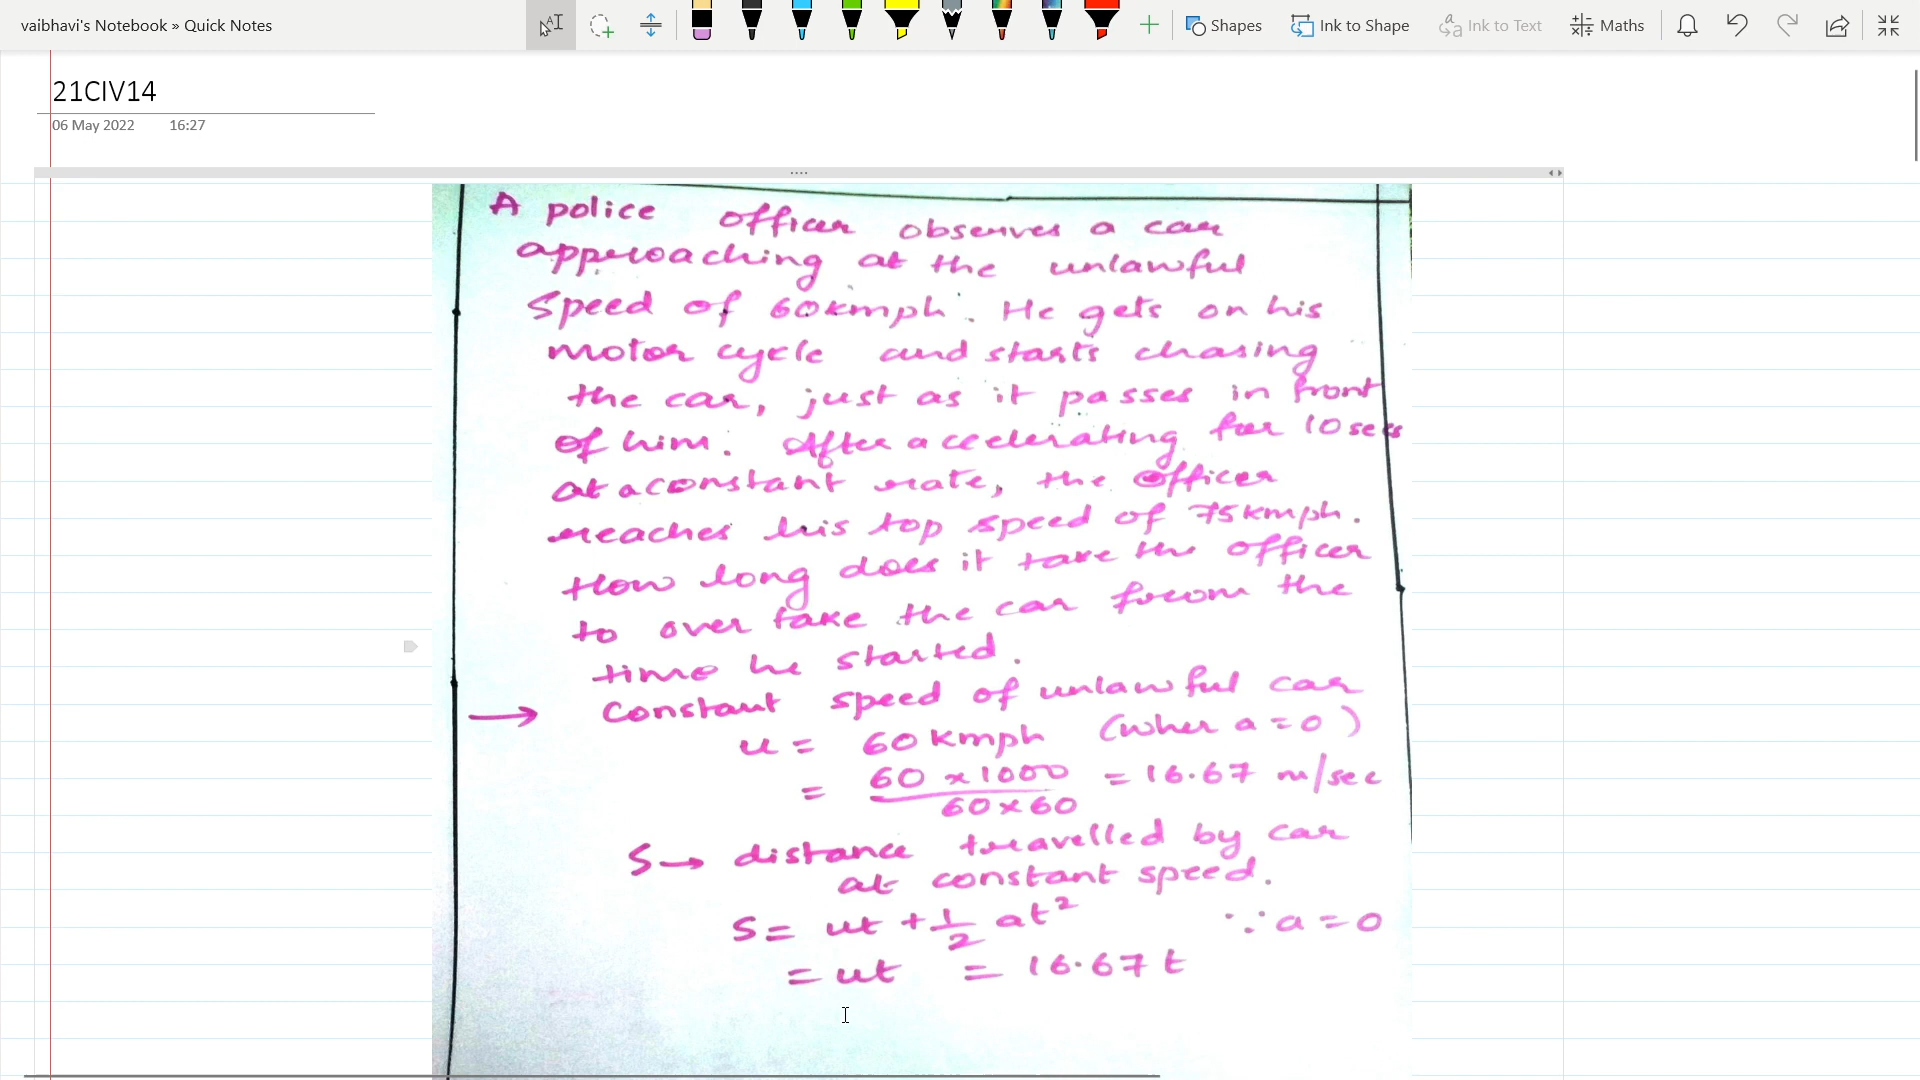 vaibhavi's Notebook » Quick Notes
Shapes
Ink to Shape
Ink to Text
Maths
21CIV14
06 May 2022 16:27
A police officer observes a car
approaching at the unlawful
Speed of 60kmph. He gets on his
motor cycle and starts chasing
the car, just as it passes in front
of him. After accelerating for 10 secs
at a constant rate, the officer
reaches his top speed of 75kmph.
How long does it take the officer
to over take the car from the
time he started.
→ Constant speed of unlawful car
u = 60 kmph (wher a = 0)
= 60 × 1000 / 60 × 60 = 16.67 m/sec
S → distance travelled by car
at constant speed.
S = ut + 1/2 at² ∵ a = 0
= ut = 16.67 t